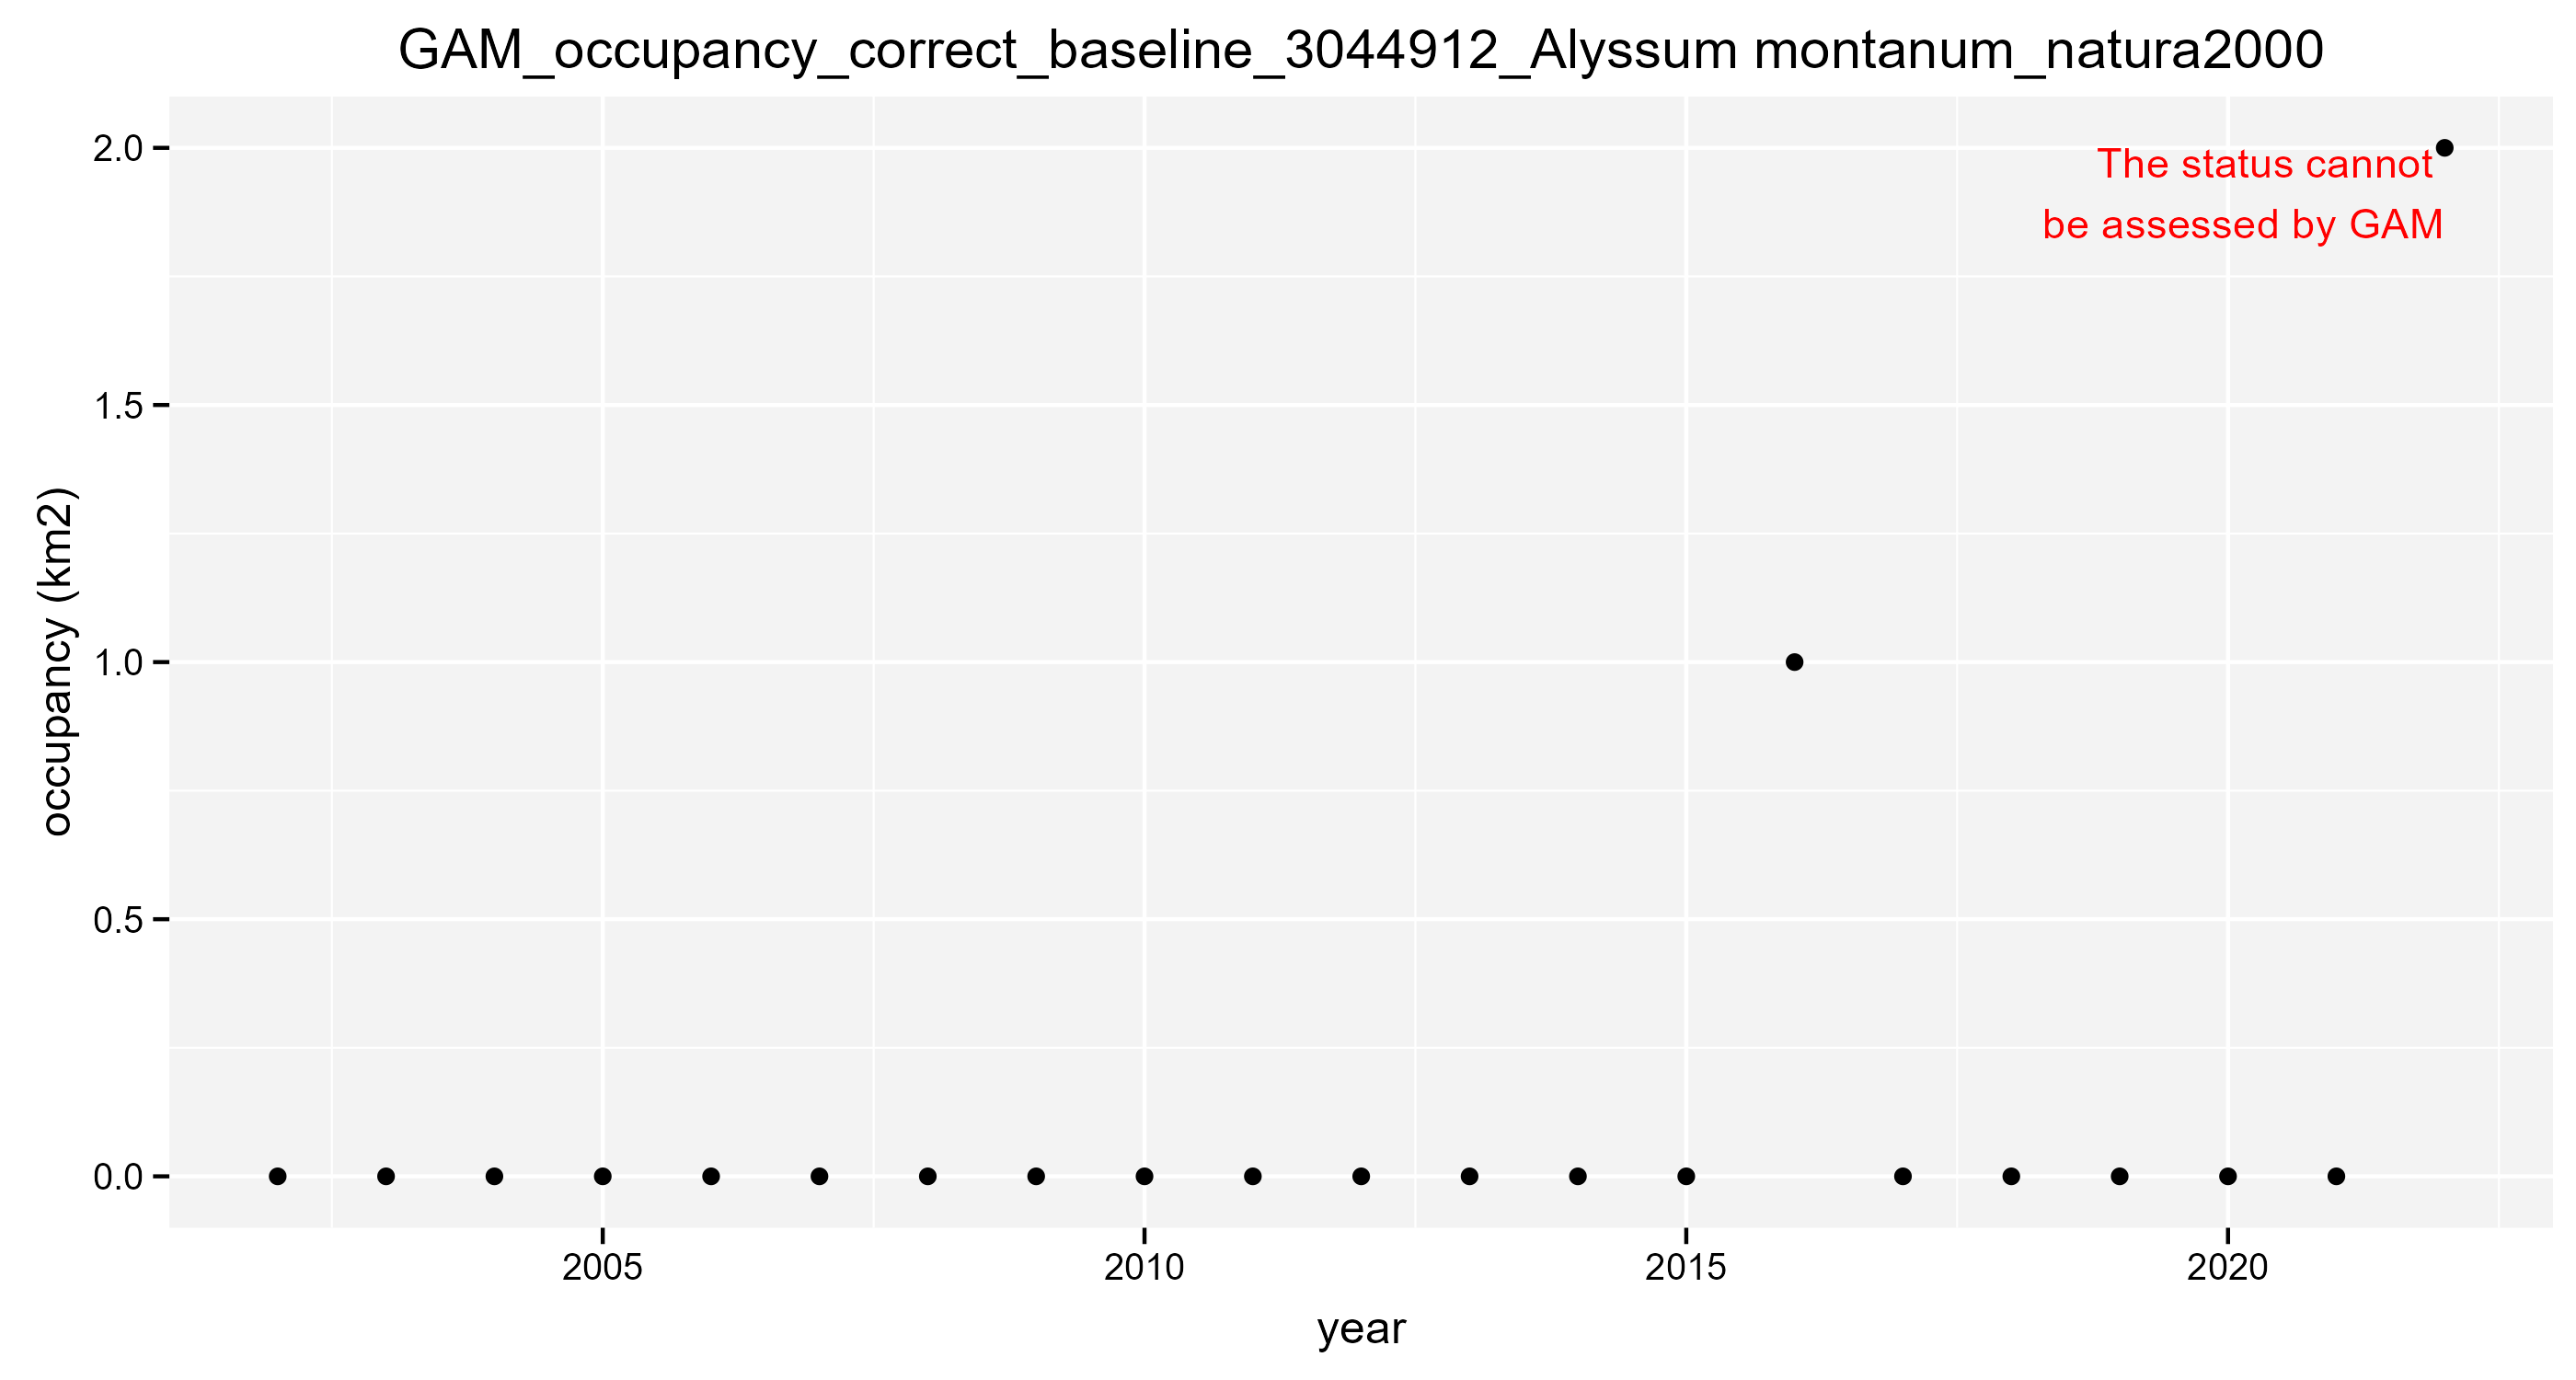 GAM_occupancy_correct_baseline_3044912_Alyssum montanum_natura2000
2.0
The status cannot
be assessed by GAM
1.5
occupancy (km2)
1.0
0.5
0.0
2005 2010 2015 2020
year